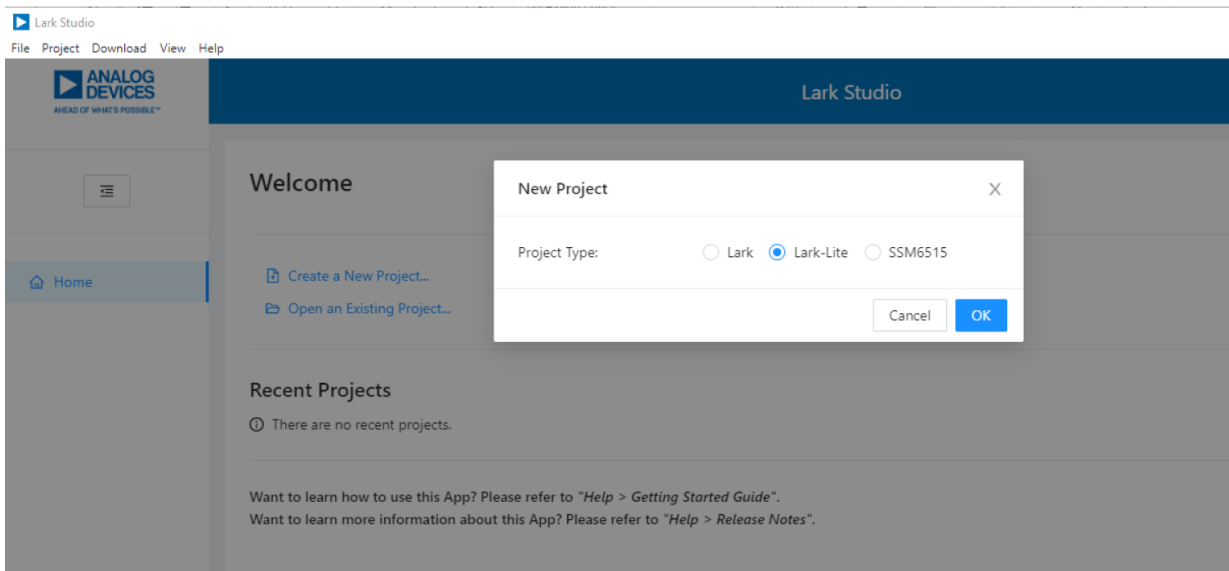 Lark Studio
File Project Download View Help
ANALOG
DEVICES
AHEAD OF WHAT'S POSSIBLE™
Lark Studio
Home
Welcome
Create a New Project...
Open an Existing Project...
Recent Projects
There are no recent projects.
Want to learn how to use this App? Please refer to "Help > Getting Started Guide".
Want to learn more information about this App? Please refer to "Help > Release Notes".
New Project
Project Type: Lark Lark-Lite SSM6515
Cancel OK